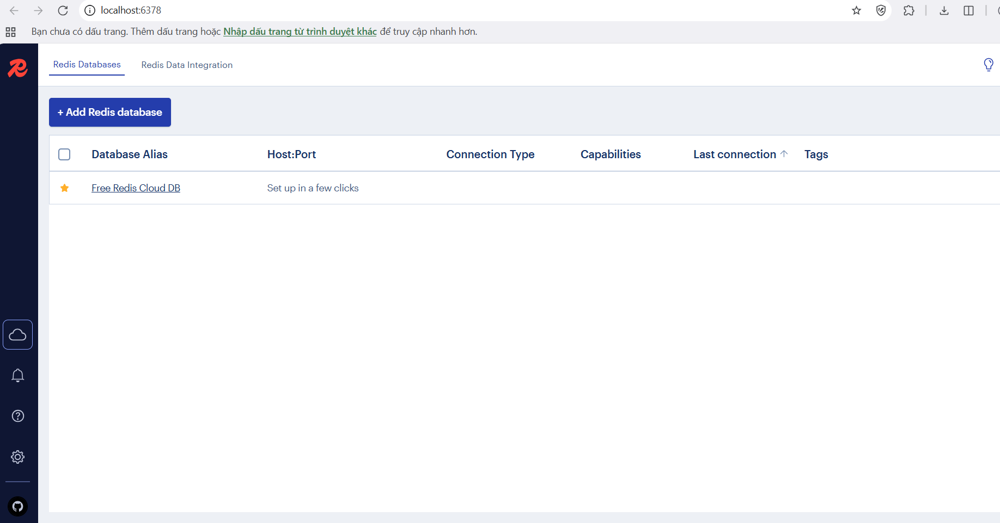 localhost:6378
Bạn chưa có dấu trang. Thêm dấu trang hoặc Nhập dấu trang từ trình duyệt khác để truy cập nhanh hơn.
Redis Databases Redis Data Integration
+ Add Redis database
Database Alias Host:Port Connection Type Capabilities Last connection Tags
Free Redis Cloud DB Set up in a few clicks